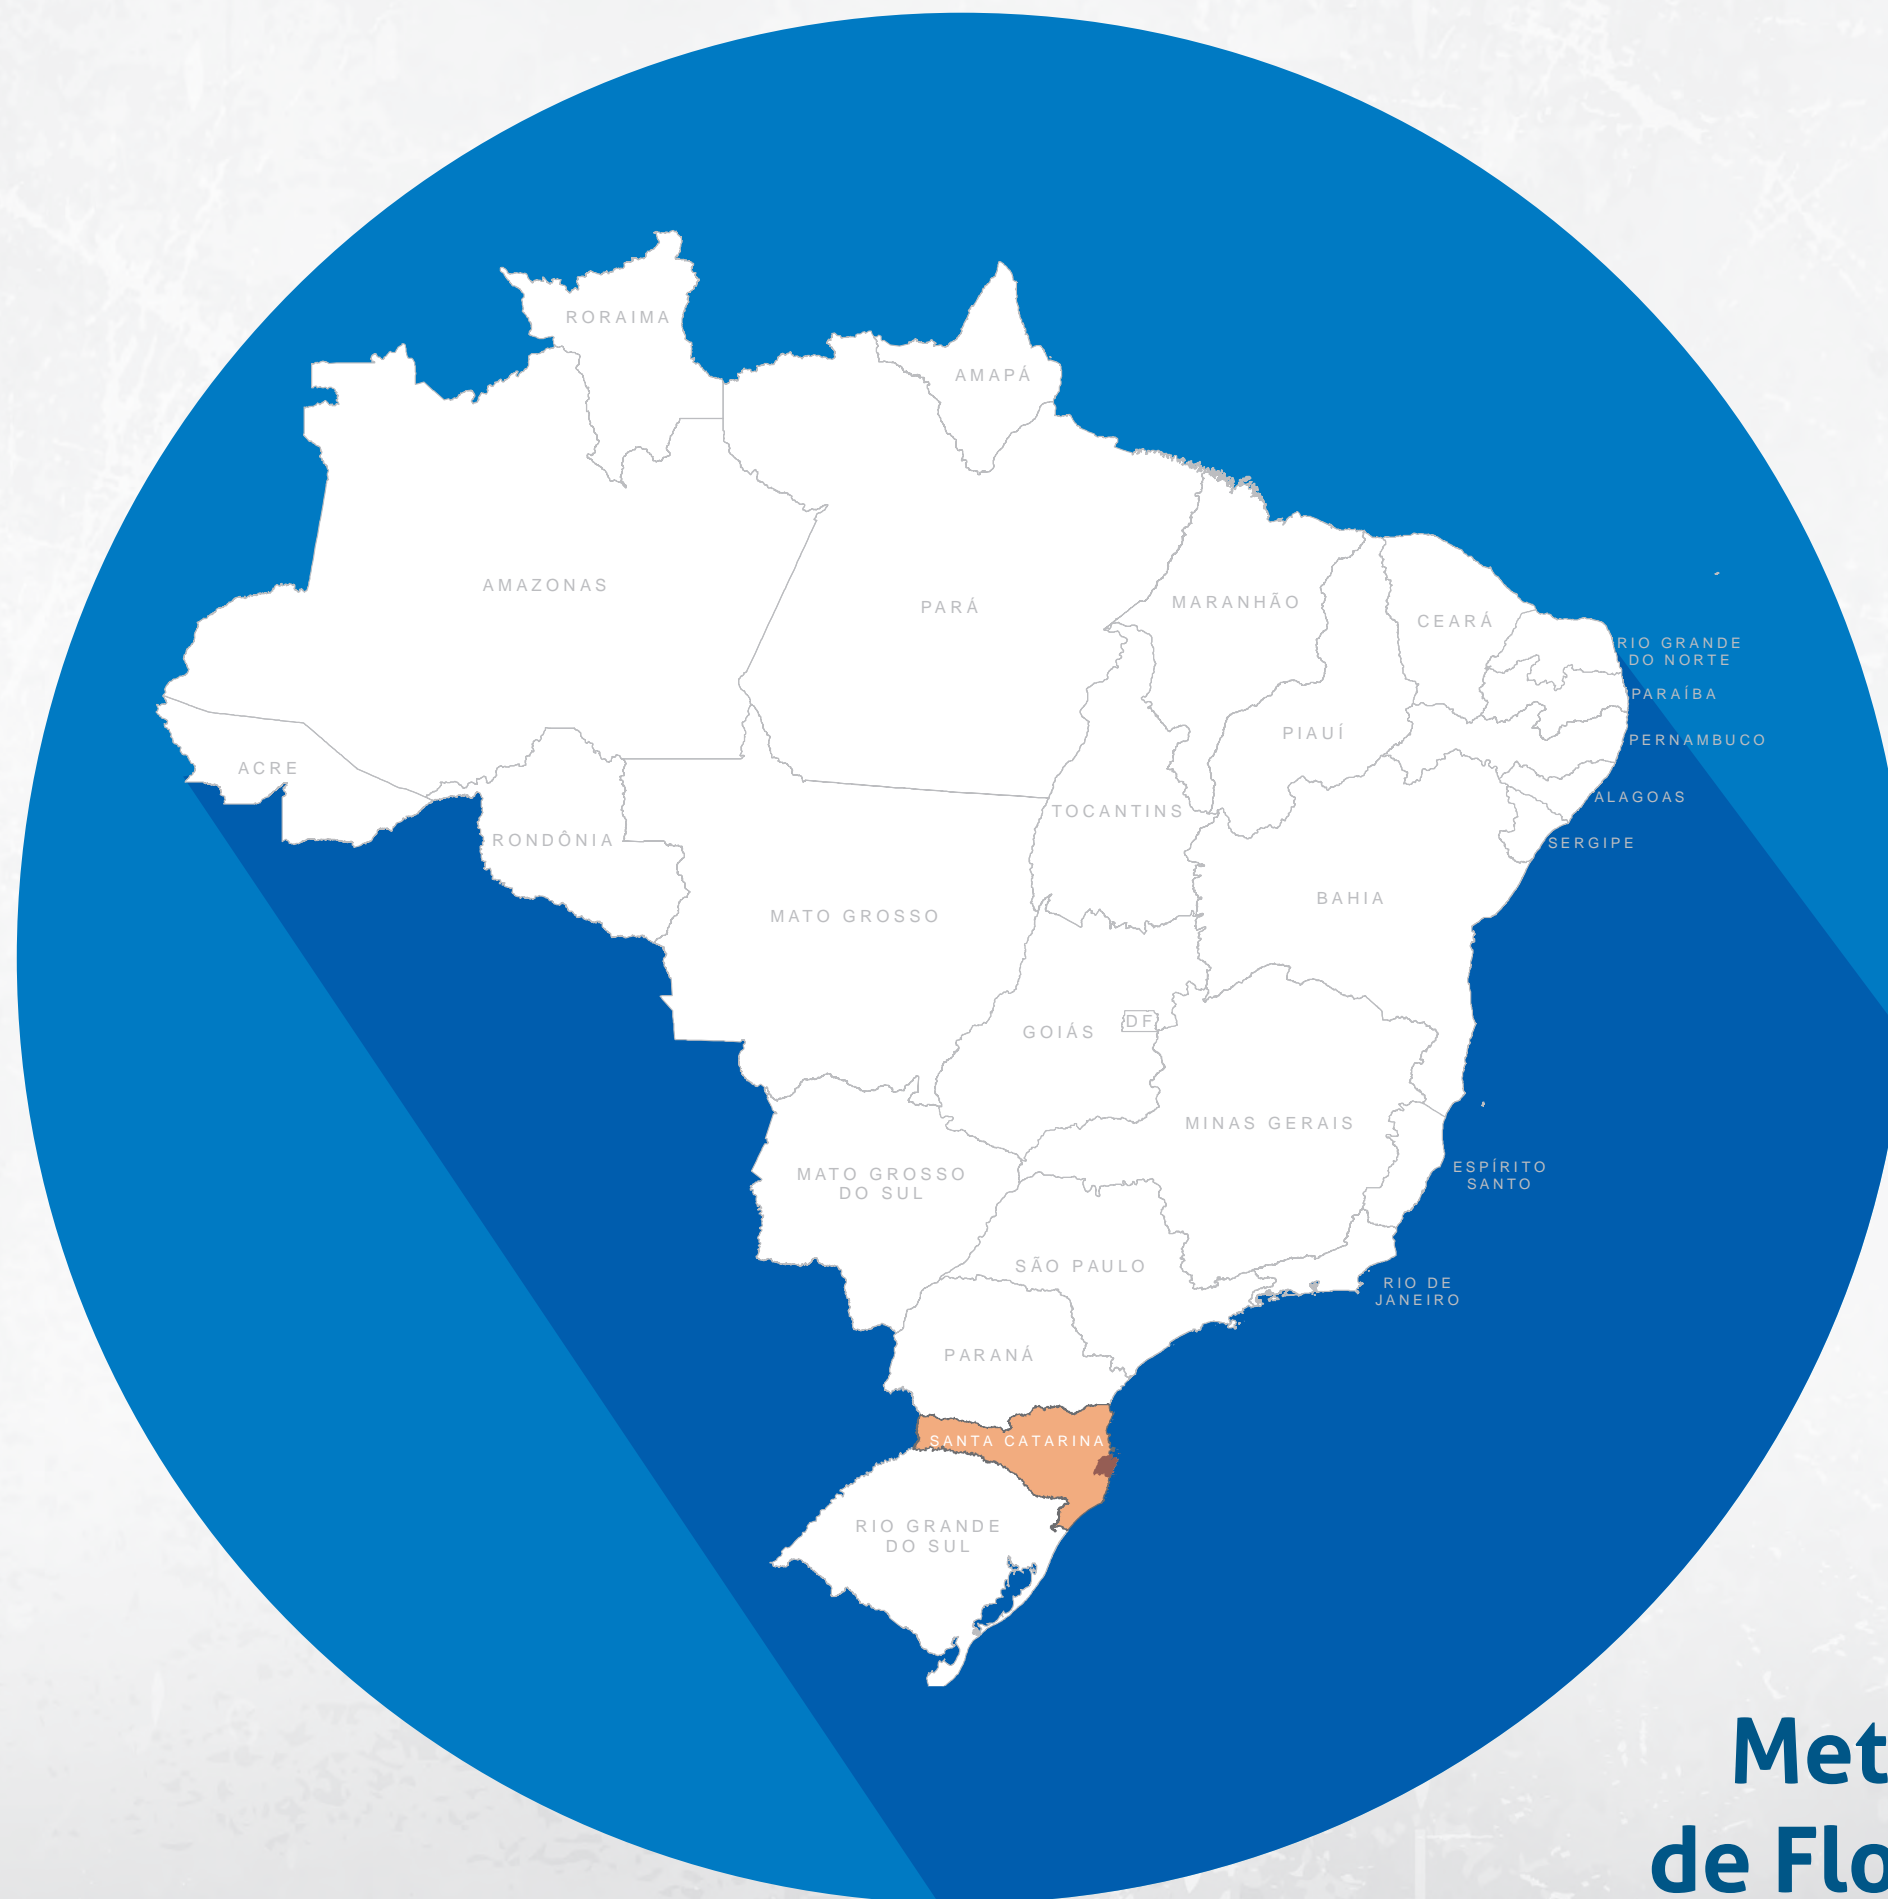 RORAIMA
AMAPÁ
AMAZONAS
PARÁ
MARANHÃO
CEARÁ
RIO GRANDE
DO NORTE
PARAÍBA
PIAUÍ
PERNAMBUCO
ACRE
ALAGOAS
TOCANTINS
RONDÔNIA
SERGIPE
BAHIA
MATO GROSSO
DF
GOIÁS
MINAS GERAIS
ESPÍRITO
SANTO
MATO GROSSO
DO SUL
SÃO PAULO
RIO DE
JANEIRO
PARANÁ
SANTA CATARINA
RIO GRANDE
DO SUL
Met
de Flo